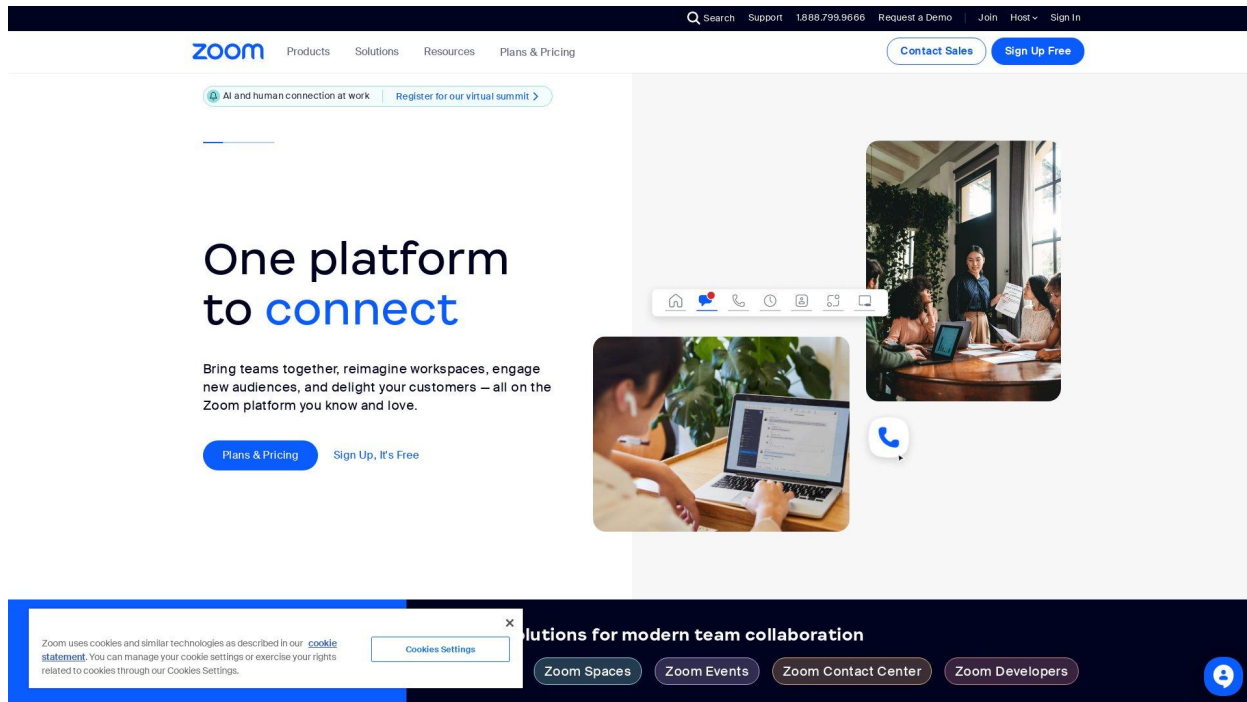 Search Support 1.888.799.9666 Request a Demo Join Host Sign In
zoom Products Solutions Resources Plans & Pricing Contact Sales Sign Up Free
AI and human connection at work Register for our virtual summit
One platform
to connect
Bring teams together, reimagine workspaces, engage
new audiences, and delight your customers — all on the
Zoom platform you know and love.
Plans & Pricing Sign Up, It's Free
olutions for modern team collaboration
Zoom Spaces Zoom Events Zoom Contact Center Zoom Developers
Zoom uses cookies and similar technologies as described in our cookie
statement. You can manage your cookie settings or exercise your rights
related to cookies through our Cookies Settings.
Cookies Settings